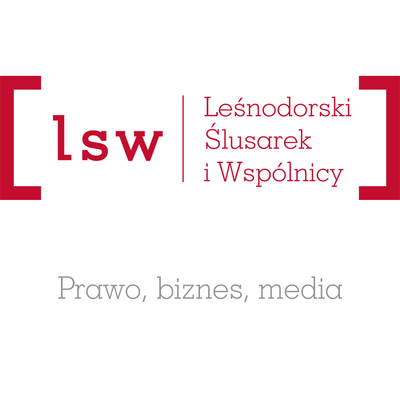 lsw
Leśnodorski
Ślusarek
i Wspólnicy
Prawo, biznes, media